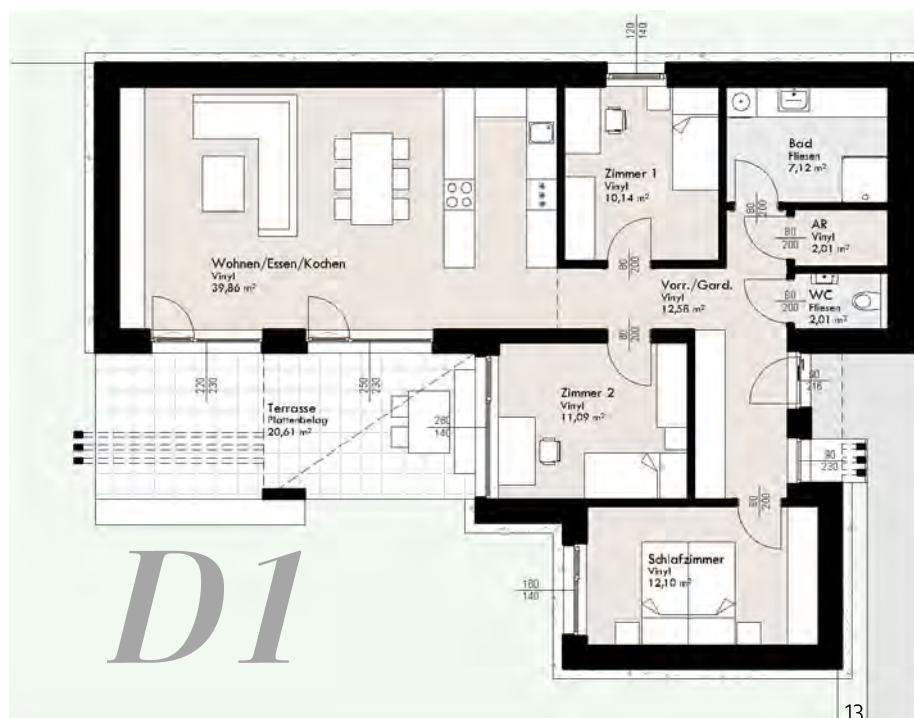 120
140
Bad
Fliesen
7,12 m²
Zimmer 1
Vinyl
10,14 m²
80
200
AR
Vinyl
2,01 m²
80
200
Wohnen/Essen/Kochen
Vinyl
39,86 m²
80
200
Vorr./Gard.
Vinyl
12,58 m²
WC
Fliesen
2,01 m²
80
200
80
200
220
230
250
230
90
216
Zimmer 2
Vinyl
11,09 m²
Terrasse
Plattenbelag
20,61 m²
260
140
90
230
80
200
Schlafzimmer
Vinyl
12,10 m²
180
140
D1
13